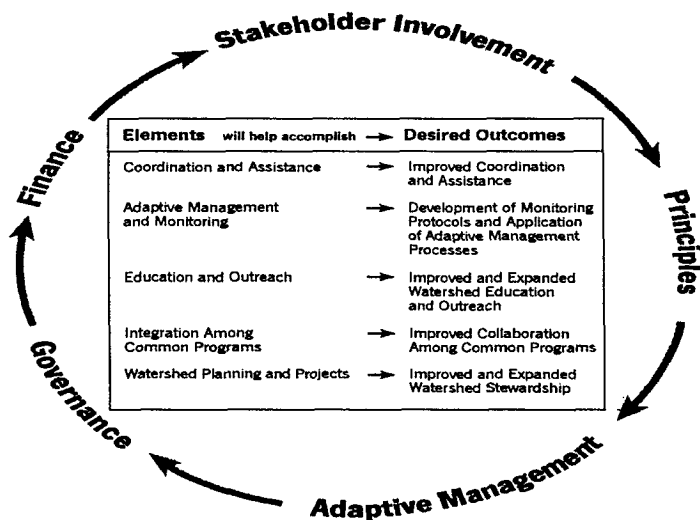 Stakeholder Involvement
Finance
Principles
Governance
Adaptive Management
Elements will help accomplish → Desired Outcomes
Coordination and Assistance → Improved Coordination
and Assistance
Adaptive Management → Development of Monitoring
and Monitoring Protocols and Application
of Adaptive Management
Processes
Education and Outreach → Improved and Expanded
Watershed Education
and Outreach
Integration Among → Improved Collaboration
Common Programs Among Common Programs
Watershed Planning and Projects → Improved and Expanded
Watershed Stewardship